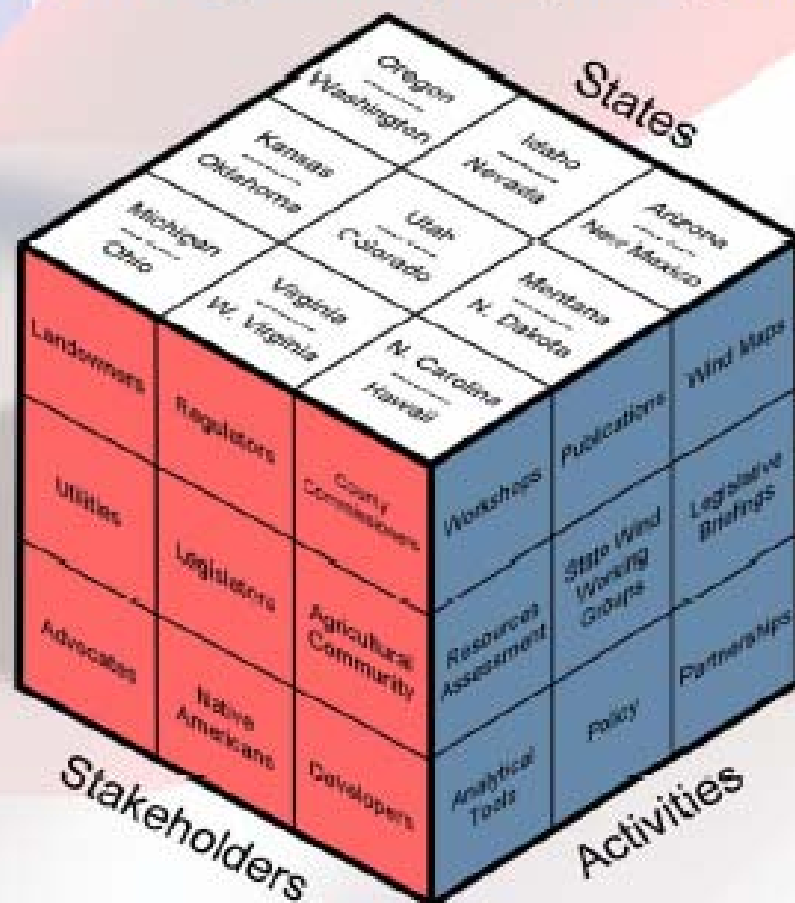 States
Oregon
Washington
Idaho
Nevada
Arizona
New Mexico
Kansas
Oklahoma
Utah
Colorado
Montana
N. Dakota
Michigan
Ohio
Virginia
W. Virginia
N. Carolina
Hawaii
Landowners
Regulators
County
Commissioners
Utilities
Legislators
Agricultural
Community
Advocates
Native
Americans
Developers
Stakeholders
Workshops
Publications
Wind Maps
Resources
Assessment
State Wind
Working
Groups
Legislative
Briefings
Analytical
Tools
Policy
Partnerships
Activities